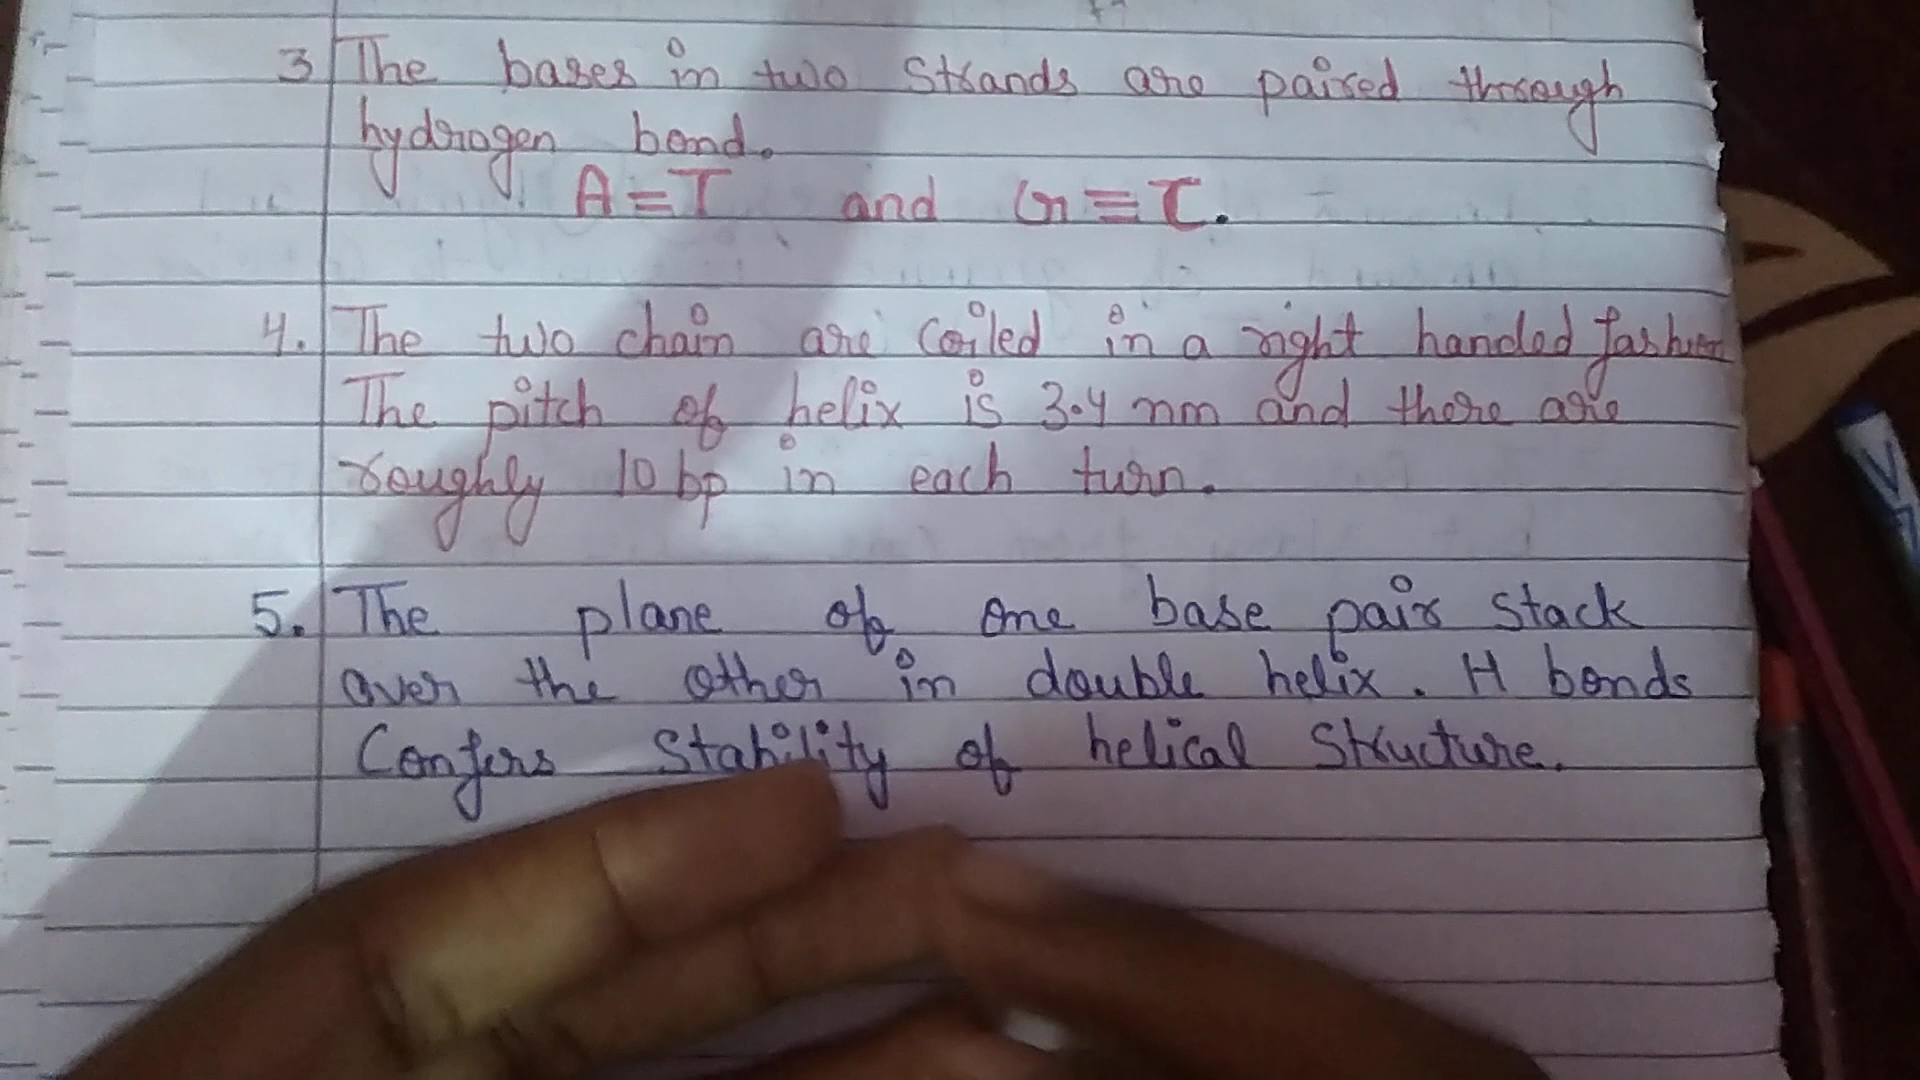 3 The bases in two strands are paired through
hydrogen bond.
A=T and G≡C.
4. The two chain are coiled in a right handed fashion
The pitch of helix is 3.4 nm and there are
roughly 10 bp in each turn.
5. The plane of one base pair stack
over the other in double helix. H bonds
Confers stability of helical structure.